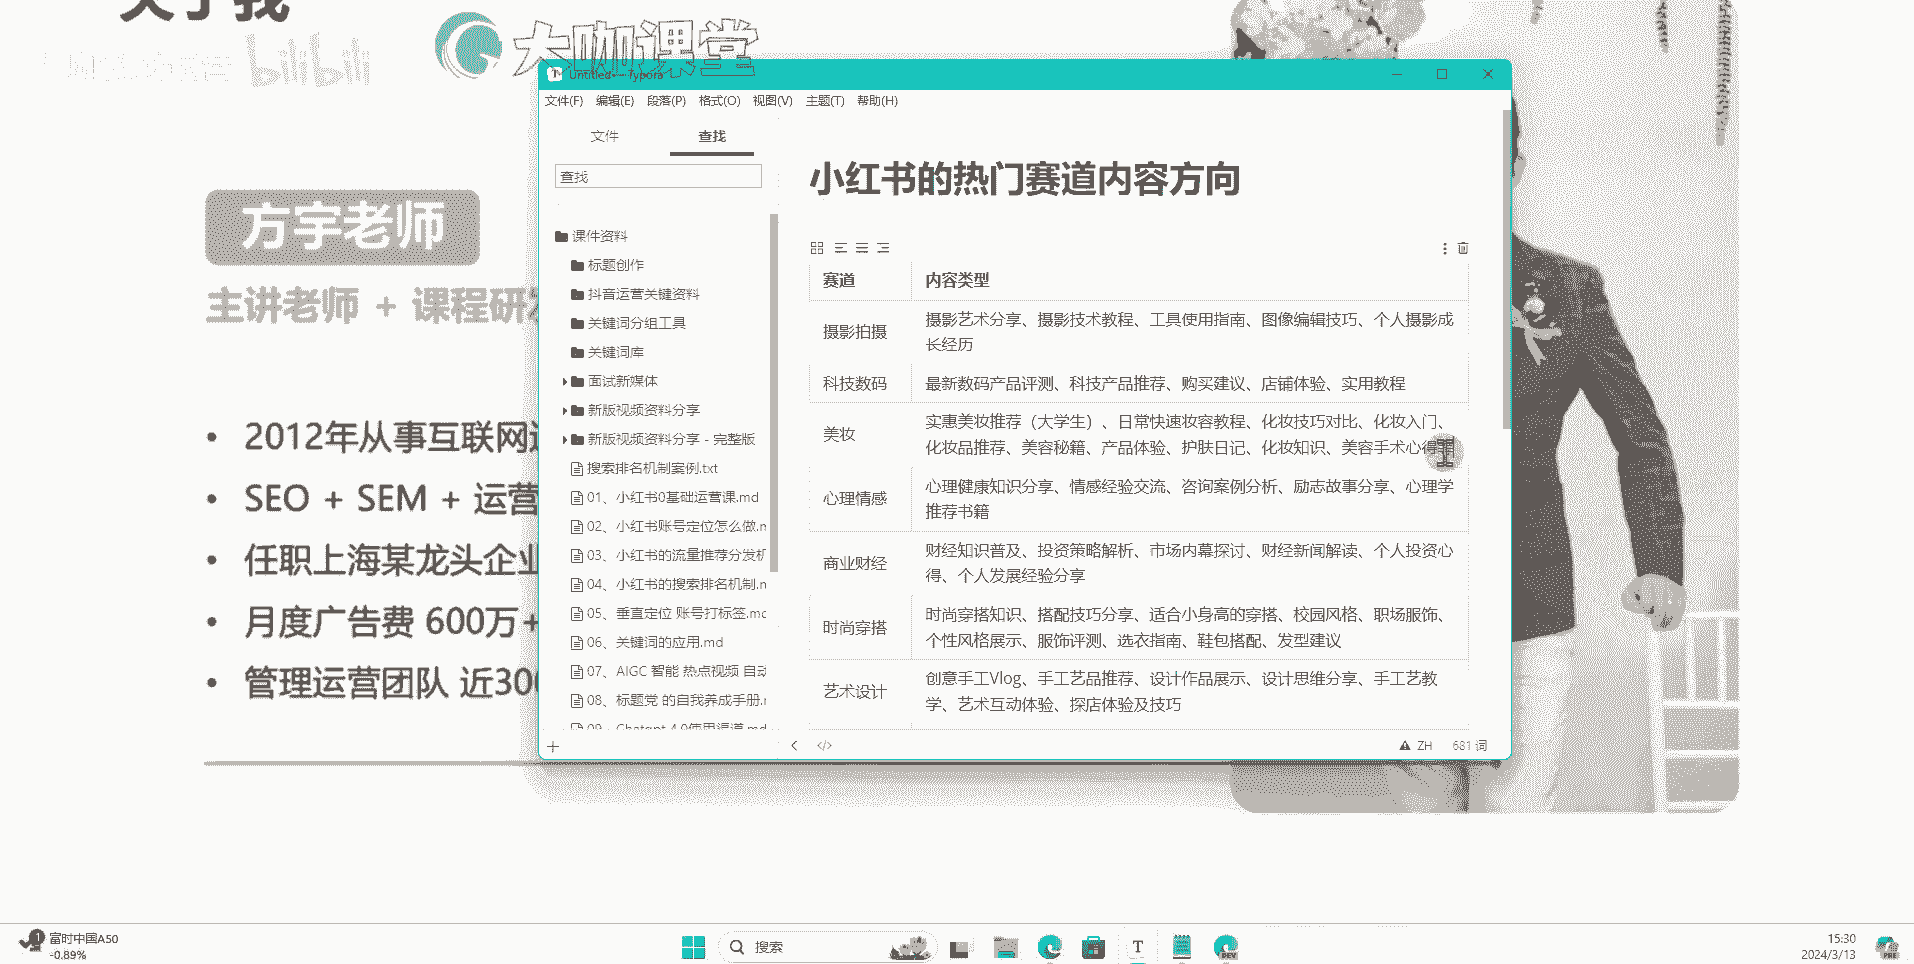 关于我
bilibili
大咖课堂
方宇老师
主讲老师 + 课程研发
2012年从事互联网运
SEO + SEM + 运营
任职上海某龙头企业
月度广告费 600万+
管理运营团队 近300
Untitled - Typora
文件(F) 编辑(E) 段落(P) 格式(O) 视图(V) 主题(T) 帮助(H)
文件 查找
查找
课件资料
标题创作
抖音运营关键资料
关键词分组工具
关键词库
面试新媒体
新版视频资料分享
新版视频资料分享 - 完整版
搜索排名机制案例.txt
01、小红书0基础运营课.md
02、小红书账号定位怎么做.m
03、小红书的流量推荐分发机
04、小红书的搜索排名机制.m
05、垂直定位 账号打标签.md
06、关键词的应用.md
07、AIGC 智能 热点视频 自动
08、标题党 的自我养成手册.m
09、Chatgpt 4.0使用渠道.md
小红书的热门赛道内容方向
赛道 内容类型
摄影拍摄 摄影艺术分享、摄影技术教程、工具使用指南、图像编辑技巧、个人摄影成
长经历
科技数码 最新数码产品评测、科技产品推荐、购买建议、店铺体验、实用教程
美妆 实惠美妆推荐（大学生）、日常快速妆容教程、化妆技巧对比、化妆入门、
化妆品推荐、美容秘籍、产品体验、护肤日记、化妆知识、美容手术心得
心理情感 心理健康知识分享、情感经验交流、咨询案例分析、励志故事分享、心理学
推荐书籍
商业财经 财经知识普及、投资策略解析、市场内幕探讨、财经新闻解读、个人投资心
得、个人发展经验分享
时尚穿搭 时尚穿搭知识、搭配技巧分享、适合小身高的穿搭、校园风格、职场服饰、
个性风格展示、服饰评测、选衣指南、鞋包搭配、发型建议
艺术设计 创意手工Vlog、手工艺品推荐、设计作品展示、设计思维分享、手工艺教
学、艺术互动体验、探店体验及技巧
ZH 681 词
1
富时中国A50
-0.89%
搜索
T
DEV
15:30
2024/3/13
PRE